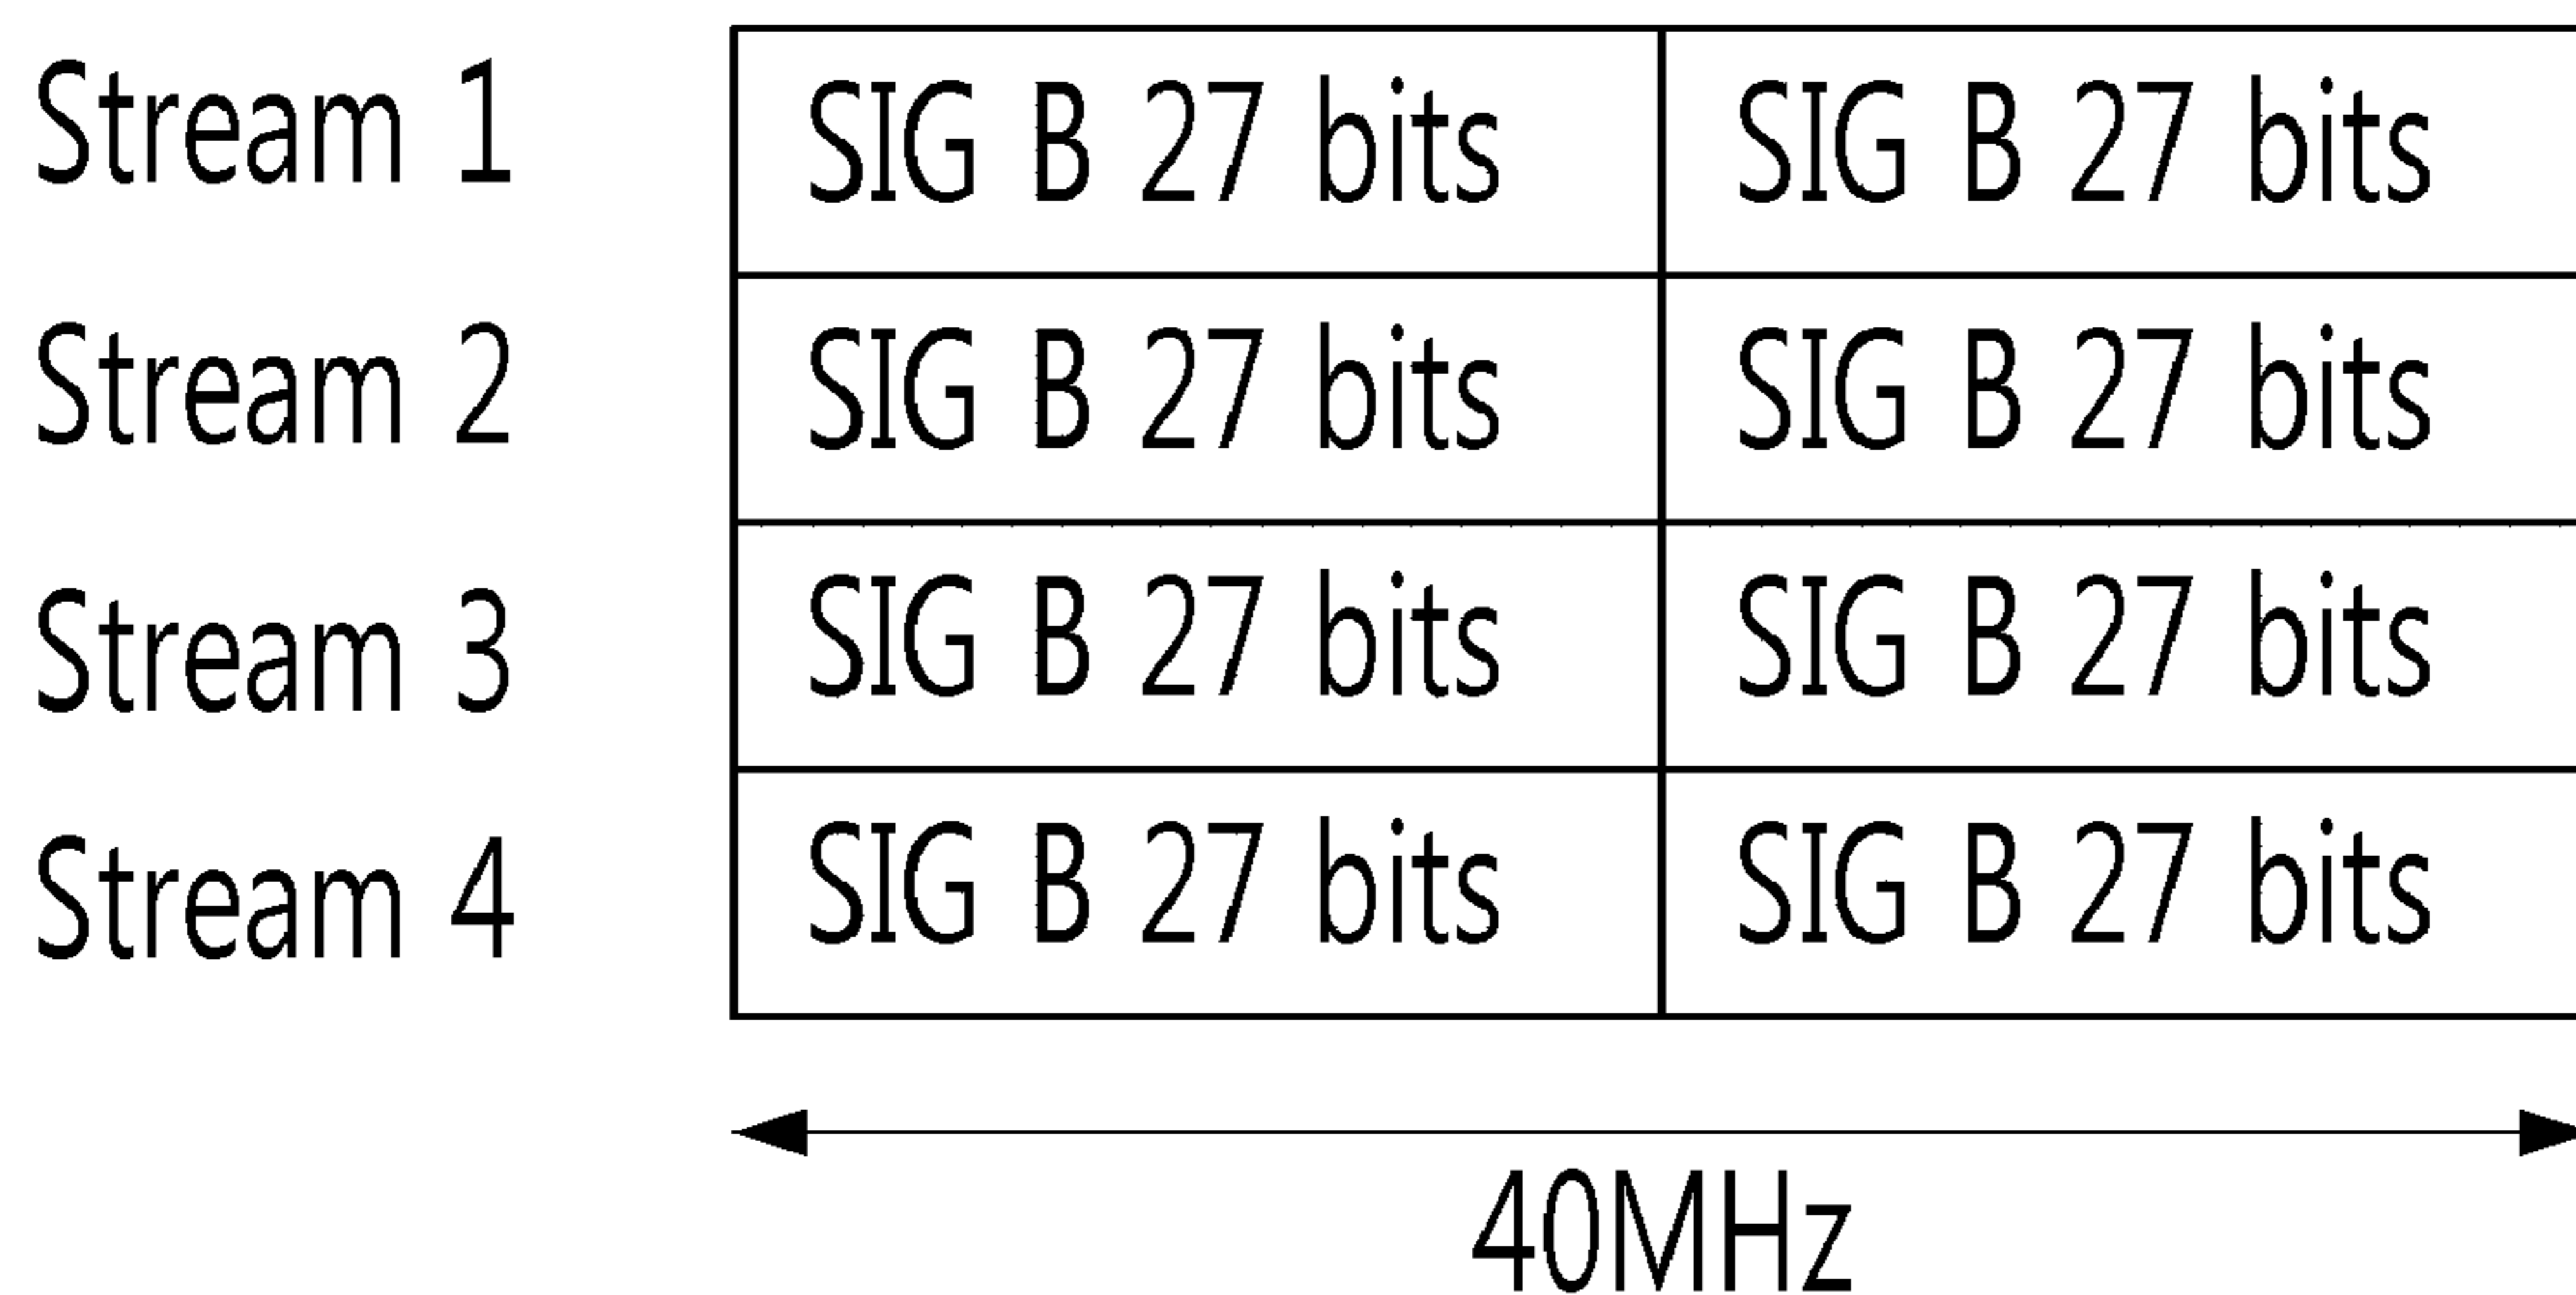 Stream 1 SIG B 27 bits SIG B 27 bits
Stream 2 SIG B 27 bits SIG B 27 bits
Stream 3 SIG B 27 bits SIG B 27 bits
Stream 4 SIG B 27 bits SIG B 27 bits
40MHz